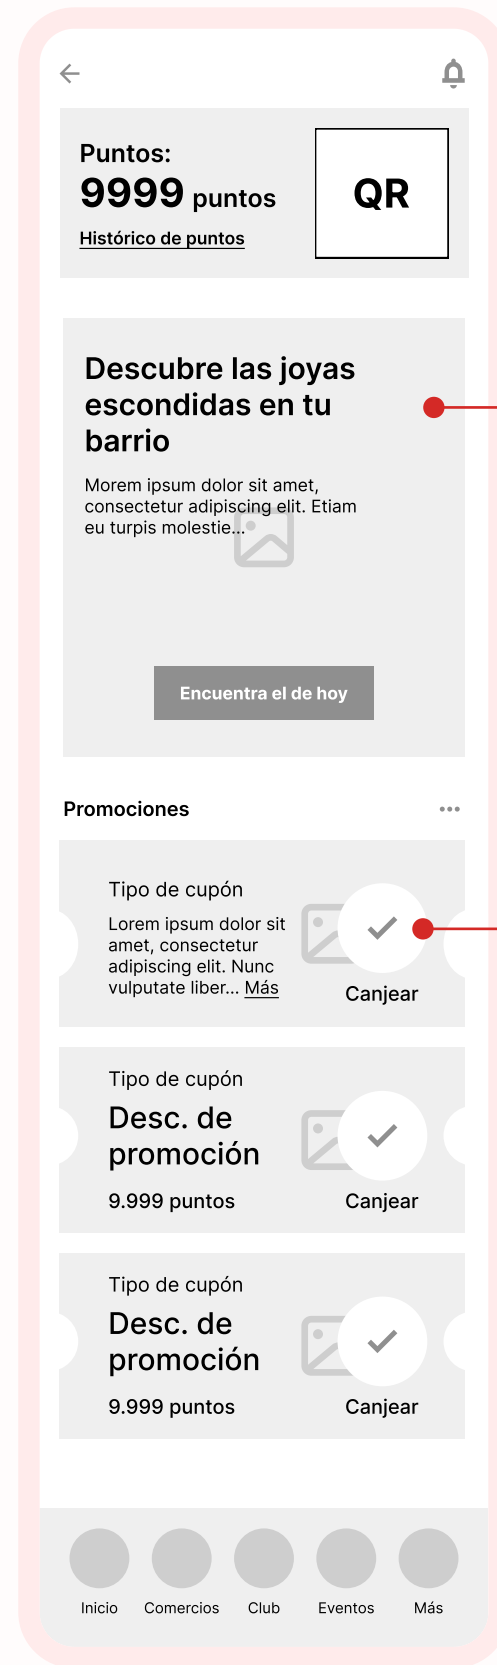 Puntos:
9999 puntos
Histórico de puntos
QR
Descubre las joyas
escondidas en tu
barrio
Morem ipsum dolor sit amet,
consectetur adipiscing elit. Etiam
eu turpis molestie...
Encuentra el de hoy
Promociones
Tipo de cupón
Lorem ipsum dolor sit
amet, consectetur
adipiscing elit. Nunc
vulputate liber... Más
Canjear
Tipo de cupón
Desc. de
promoción
9.999 puntos
Canjear
Tipo de cupón
Desc. de
promoción
9.999 puntos
Canjear
Inicio
Comercios
Club
Eventos
Más